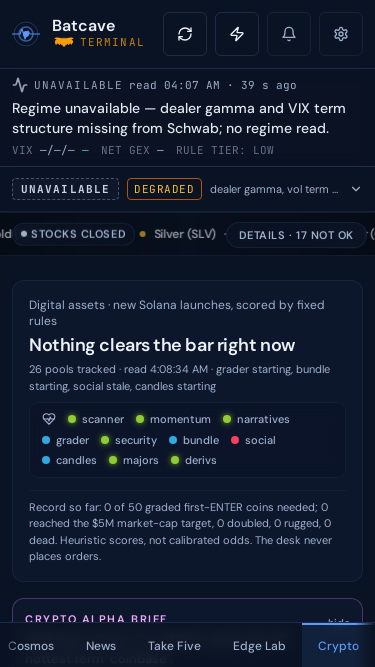 Batcave
TERMINAL
UNAVAILABLE read 04:07 AM · 39 s ago
Regime unavailable — dealer gamma and VIX term
structure missing from Schwab; no regime read.
VIX —/—/— — NET GEX — RULE TIER: LOW
UNAVAILABLE DEGRADED dealer gamma, vol term ...
STOCKS CLOSED Silver (SLV) DETAILS · 17 NOT OK
Digital assets · new Solana launches, scored by fixed
rules
Nothing clears the bar right now
26 pools tracked · read 4:08:34 AM · grader starting, bundle
starting, social stale, candles starting
scanner momentum narratives
grader security bundle social
candles majors derivs
Record so far: 0 of 50 graded first-ENTER coins needed; 0
reached the $5M market-cap target, 0 doubled, 0 rugged, 0
dead. Heuristic scores, not calibrated odds. The desk never
places orders.
CRYPTO ALPHA BRIEF hide
Cosmos News Take Five Edge Lab Crypto